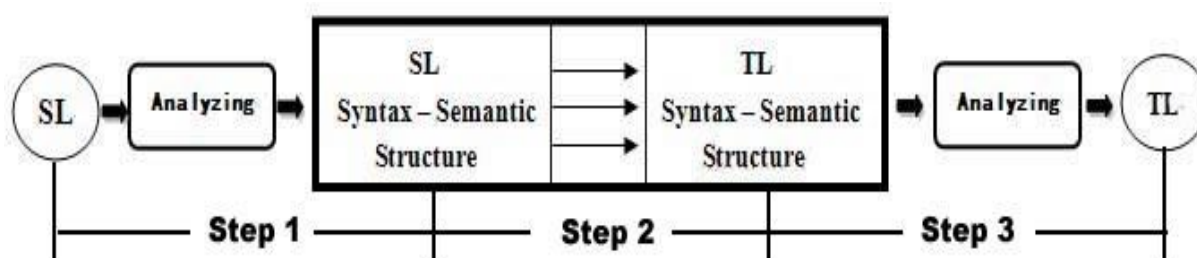 SL
Analyzing
SL
Syntax – Semantic
Structure
TL
Syntax – Semantic
Structure
Analyzing
TL
Step 1
Step 2
Step 3